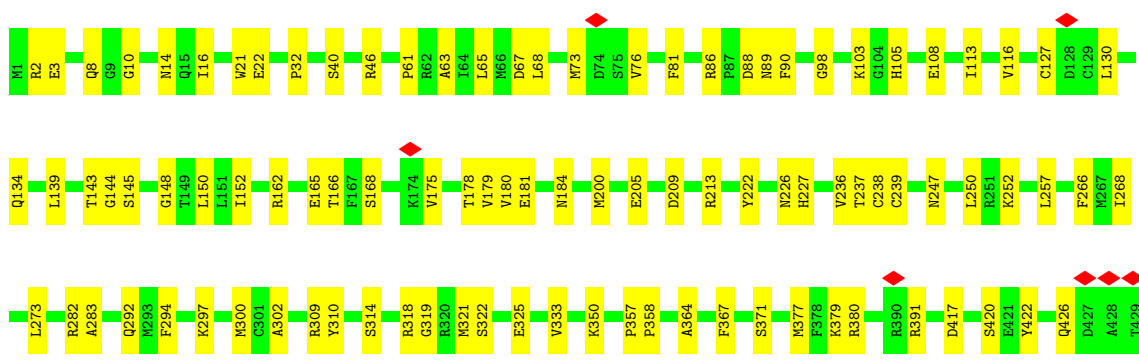 M1 R2 E3 Q8 G9 G10 N14 Q15 I16 W21 E22 P32 S40 R46 P61 R62 A63 I64 L65 M66 D67 L68 M73 D74 S75 V76 F81 R86 P87 D88 N89 F90 G98 K103 G104 H105 E108 I113 V116 C127 D128 C129 L130
Q134 L139 T143 G144 S145 G148 T149 L150 L151 I152 R162 E165 T166 F167 S168 K174 V175 T178 V179 V180 E181 N184 M200 E205 D209 R213 Y222 N226 H227 V236 T237 C238 C239 N247 L250 R251 K252 L257 F266 M267 I268
L273 R282 A283 Q292 M293 F294 K297 M300 C301 A302 R309 Y310 S314 R318 G319 R320 M321 S322 E325 V333 K350 P357 P358 A364 F367 S371 M377 F378 K379 R380 R390 R391 D417 S420 E421 Y422 Q426 D427 A428 T429